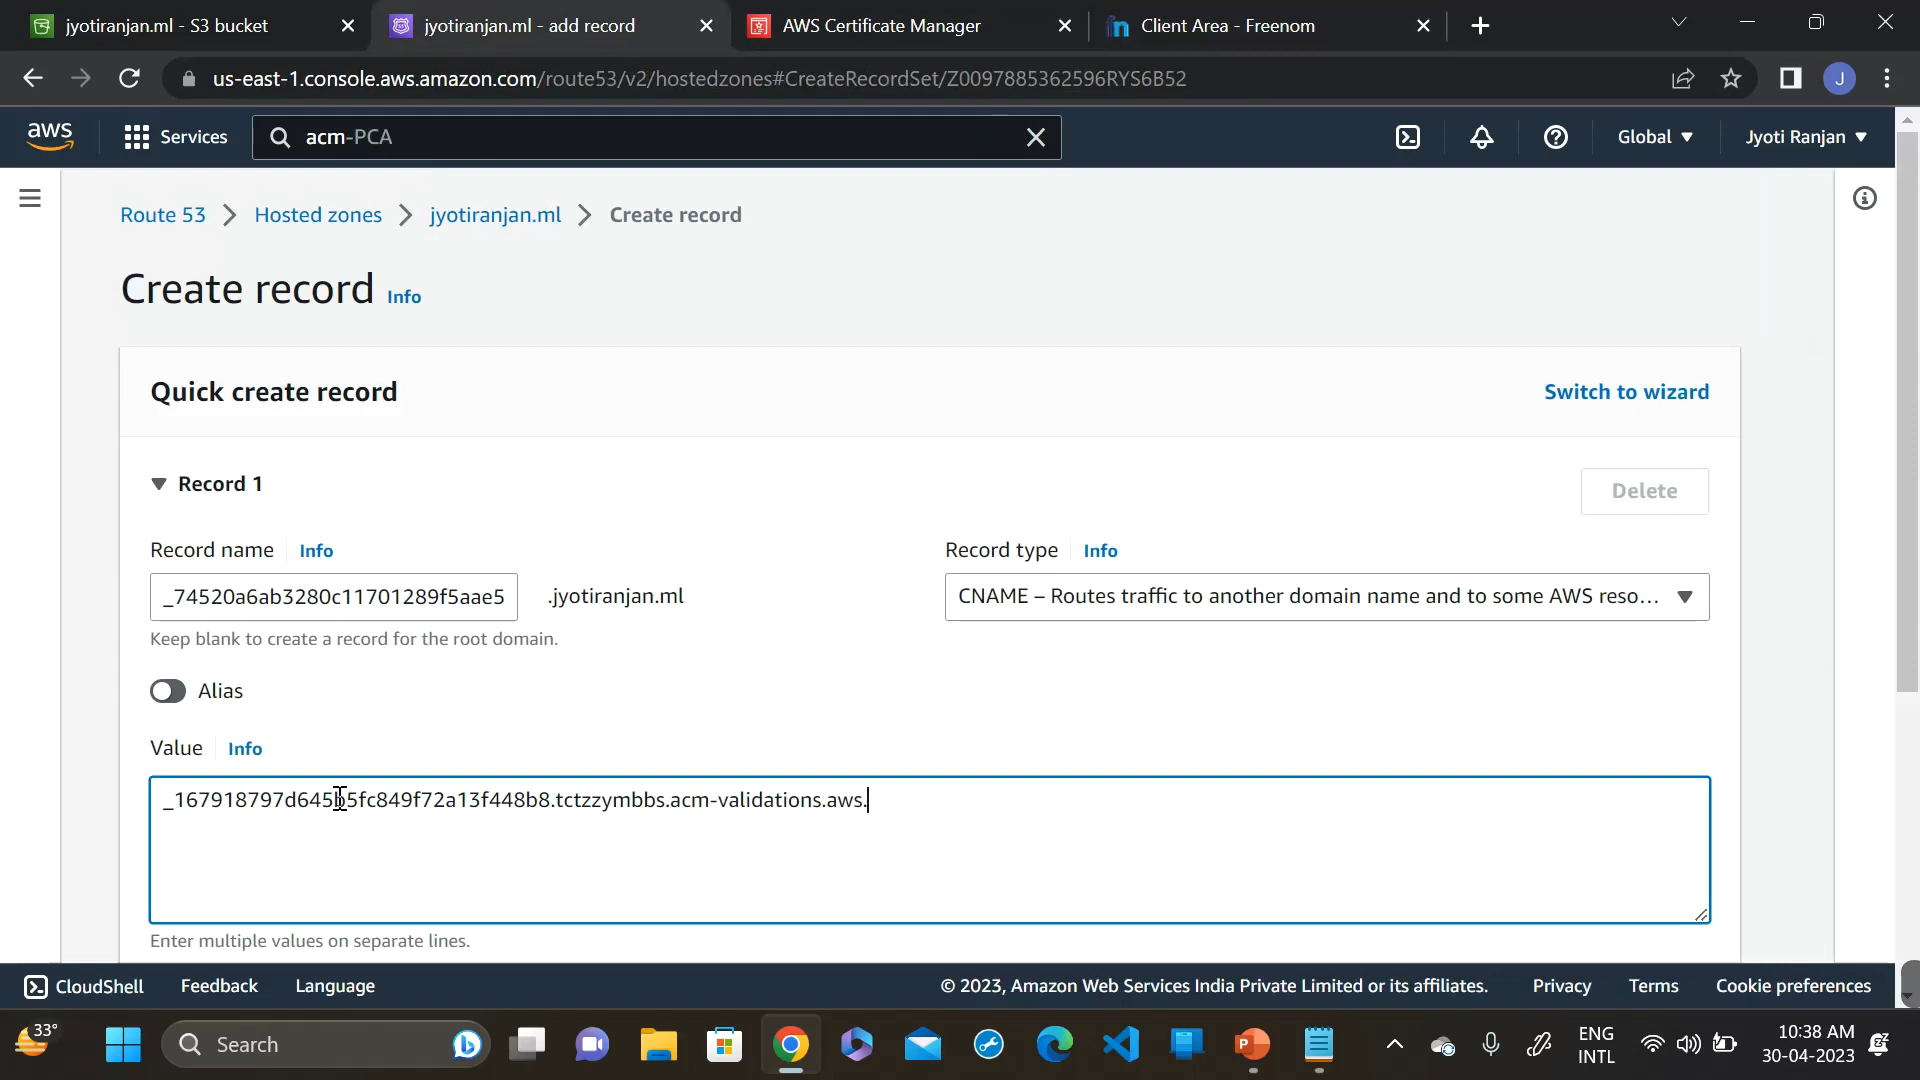 jyotiranjan.ml - S3 bucket
jyotiranjan.ml - add record
AWS Certificate Manager
Client Area - Freenom
us-east-1.console.aws.amazon.com/route53/v2/hostedzones#CreateRecordSet/Z0097885362596RYS6B52
J
aws
Services
acm-PCA
Global
Jyoti Ranjan
Route 53 > Hosted zones > jyotiranjan.ml > Create record
Create record Info
Quick create record
Switch to wizard
Record 1
Delete
Record name Info
Record type Info
_74520a6ab3280c11701289f5aae5
.jyotiranjan.ml
CNAME – Routes traffic to another domain name and to some AWS reso...
Keep blank to create a record for the root domain.
Alias
Value Info
_167918797d645b5fc849f72a13f448b8.tctzzymbbs.acm-validations.aws.
Enter multiple values on separate lines.
CloudShell
Feedback
Language
© 2023, Amazon Web Services India Private Limited or its affiliates.
Privacy
Terms
Cookie preferences
33°
Search
ENG
INTL
10:38 AM
30-04-2023